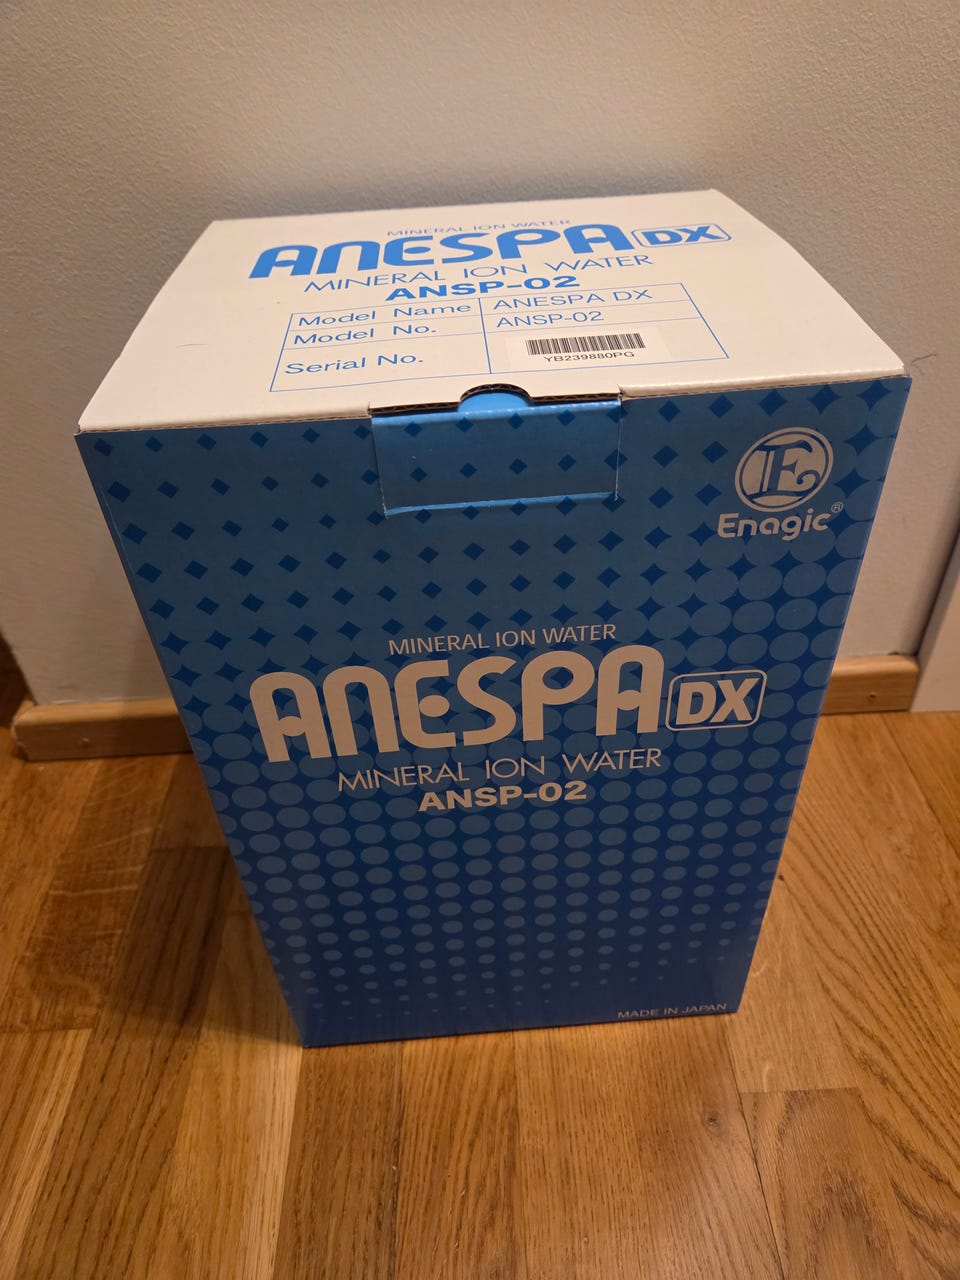 MINERAL ION WATER
ANESPA DX
MINERAL ION WATER
ANSP-02
Model Name ANESPA DX
Model No. ANSP-02
Serial No.
YB239880PG
E
Enagic®
MINERAL ION WATER
ANESPA DX
MINERAL ION WATER
ANSP-02
MADE IN JAPAN